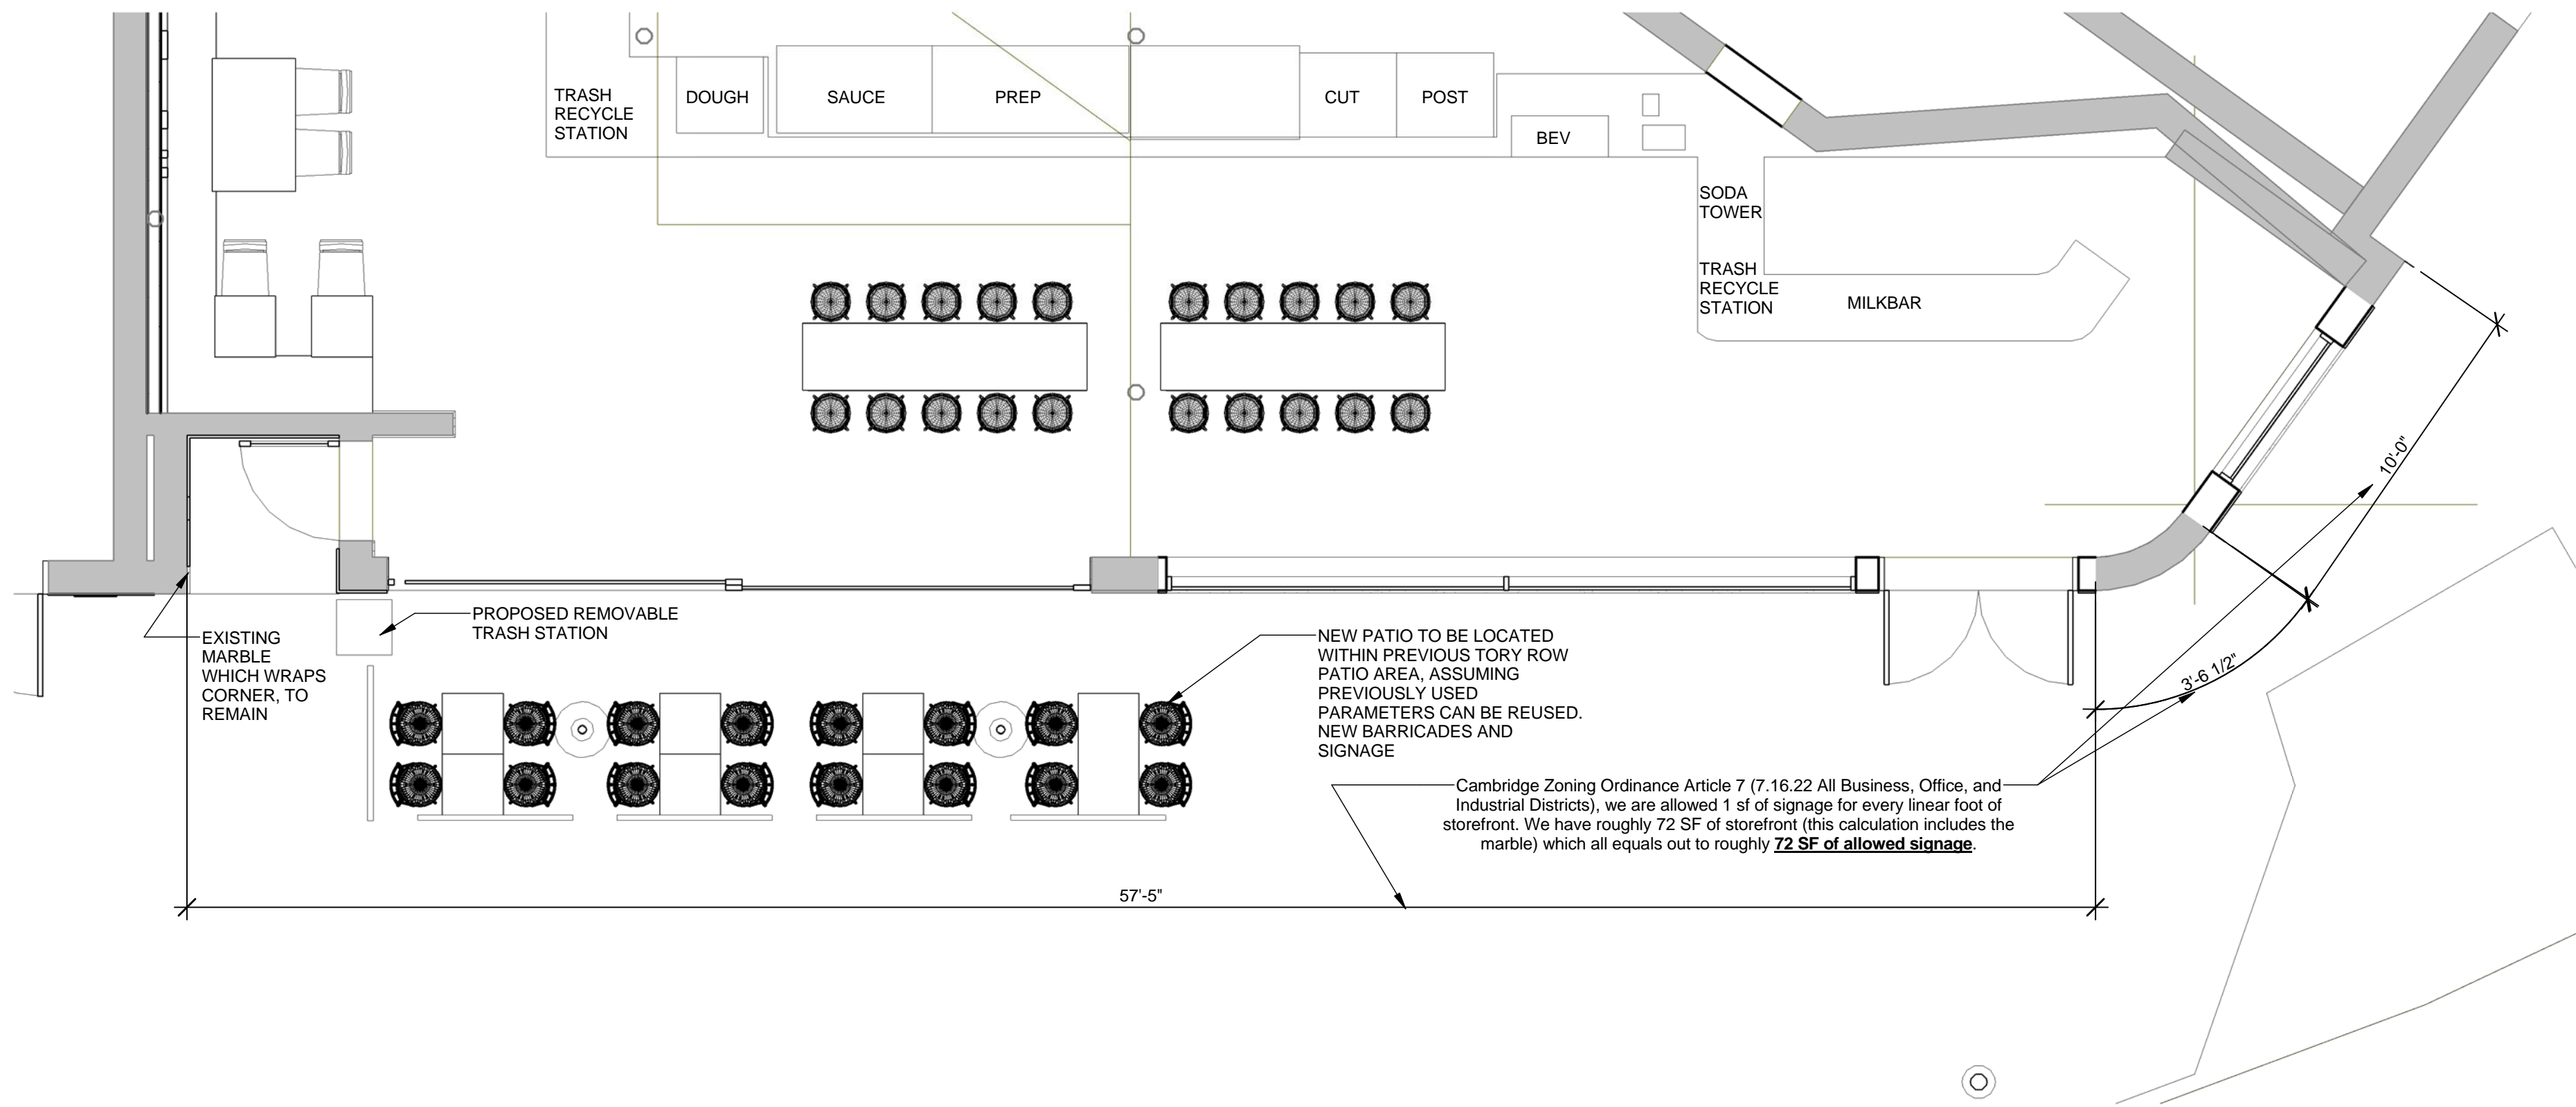 TRASH
RECYCLE
STATION
DOUGH
SAUCE
PREP
CUT
POST
BEV
SODA
TOWER
TRASH
RECYCLE
STATION
MILKBAR
10'-0"
3'-6 1/2"
EXISTING
MARBLE
WHICH WRAPS
CORNER, TO
REMAIN
PROPOSED REMOVABLE
TRASH STATION
NEW PATIO TO BE LOCATED
WITHIN PREVIOUS TORY ROW
PATIO AREA, ASSUMING
PREVIOUSLY USED
PARAMETERS CAN BE REUSED.
NEW BARRICADES AND
SIGNAGE
Cambridge Zoning Ordinance Article 7 (7.16.22 All Business, Office, and
Industrial Districts), we are allowed 1 sf of signage for every linear foot of
storefront. We have roughly 72 SF of storefront (this calculation includes the
marble) which all equals out to roughly 72 SF of allowed signage.
57'-5"